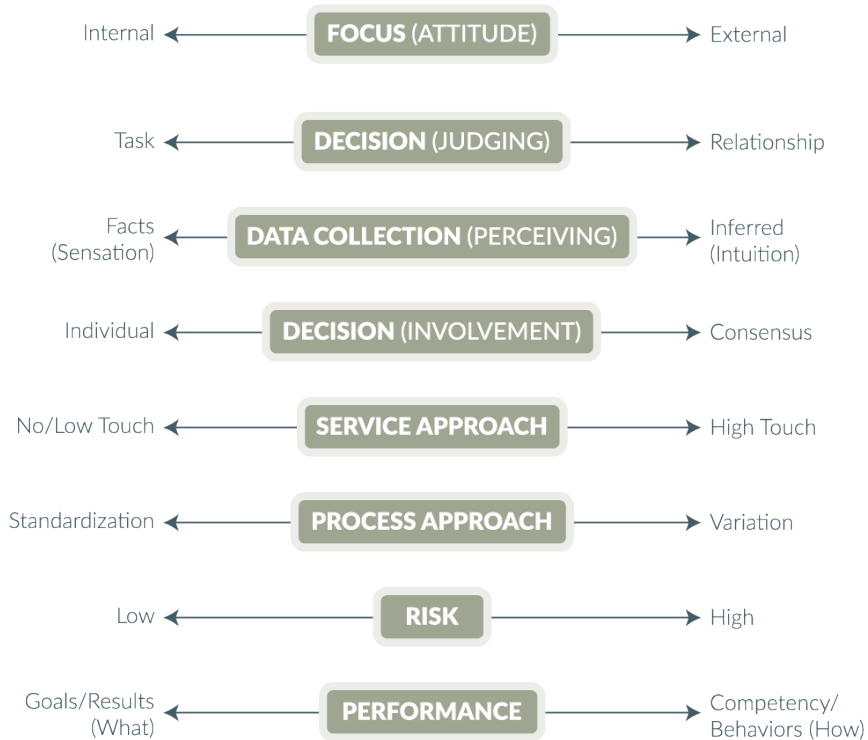 Internal FOCUS (ATTITUDE) External
Task DECISION (JUDGING) Relationship
Facts
(Sensation) DATA COLLECTION (PERCEIVING) Inferred
(Intuition)
Individual DECISION (INVOLVEMENT) Consensus
No/Low Touch SERVICE APPROACH High Touch
Standardization PROCESS APPROACH Variation
Low RISK High
Goals/Results
(What) PERFORMANCE Competency/
Behaviors (How)